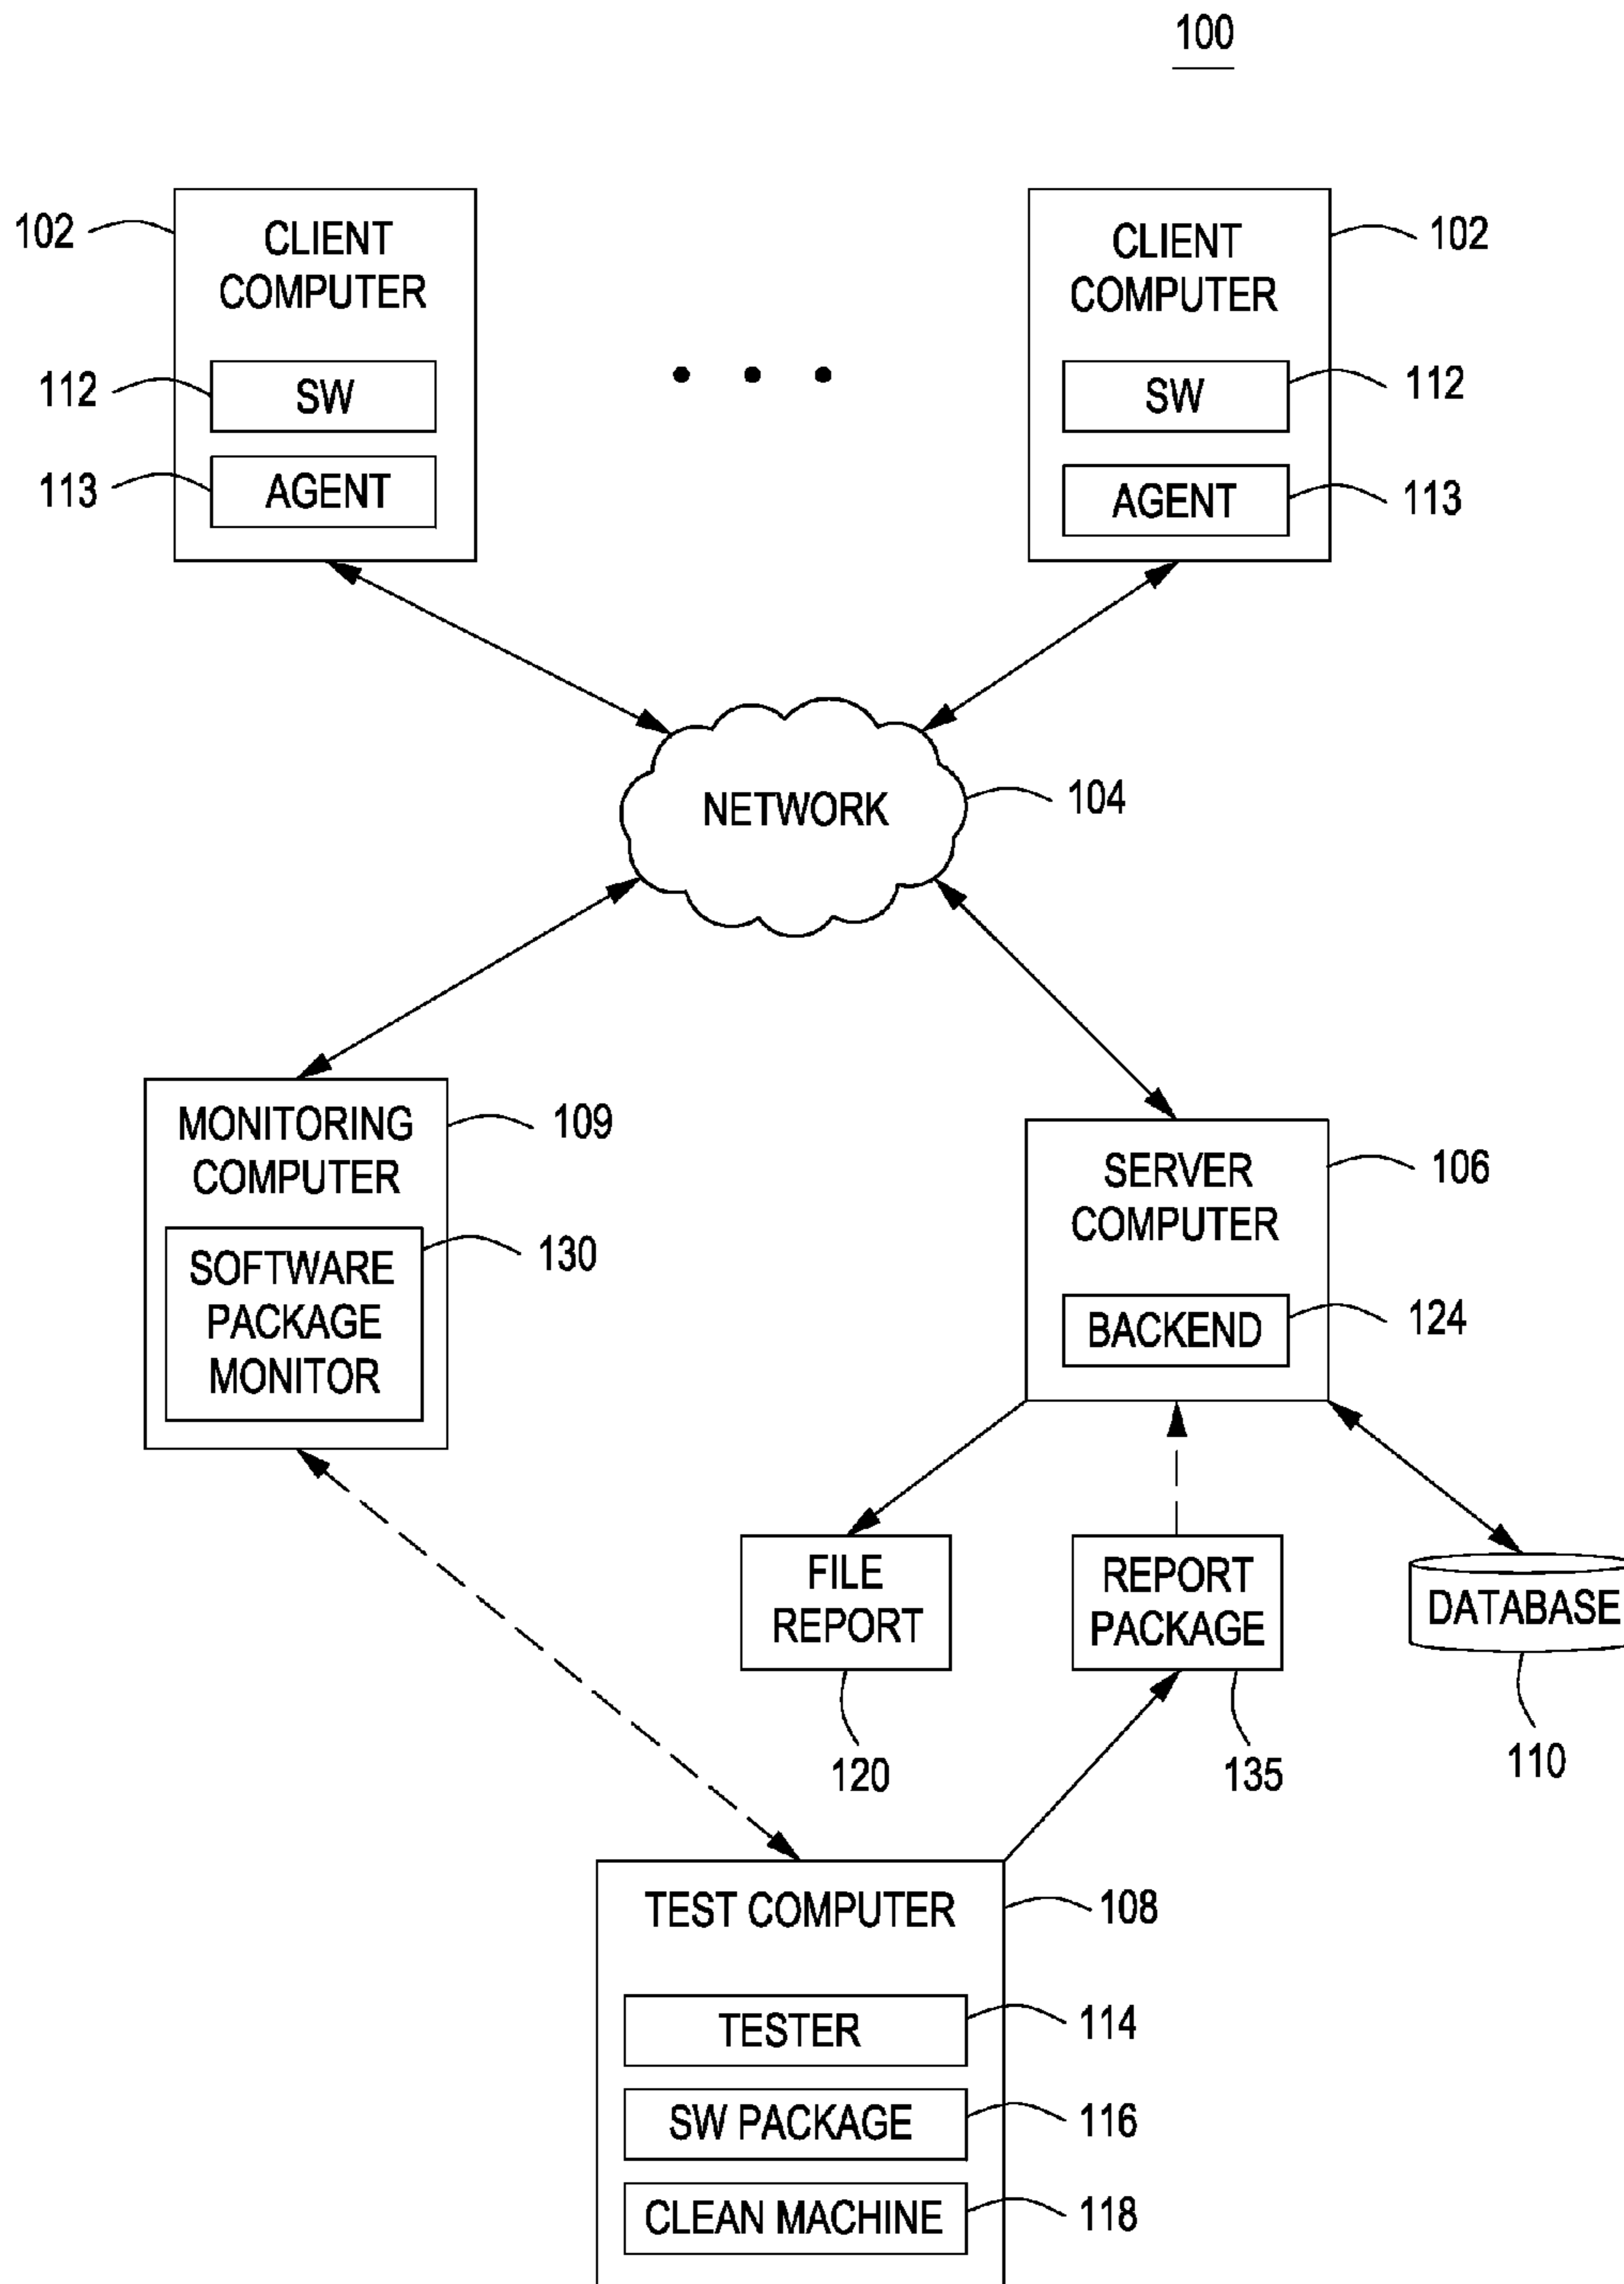 100
102
CLIENT
COMPUTER
112
SW
113
AGENT
CLIENT
COMPUTER
102
SW
112
AGENT
113
NETWORK
104
MONITORING
COMPUTER
109
SOFTWARE
PACKAGE
MONITOR
130
SERVER
COMPUTER
106
BACKEND
124
FILE
REPORT
120
REPORT
PACKAGE
135
DATABASE
110
TEST COMPUTER
108
TESTER
114
SW PACKAGE
116
CLEAN MACHINE
118